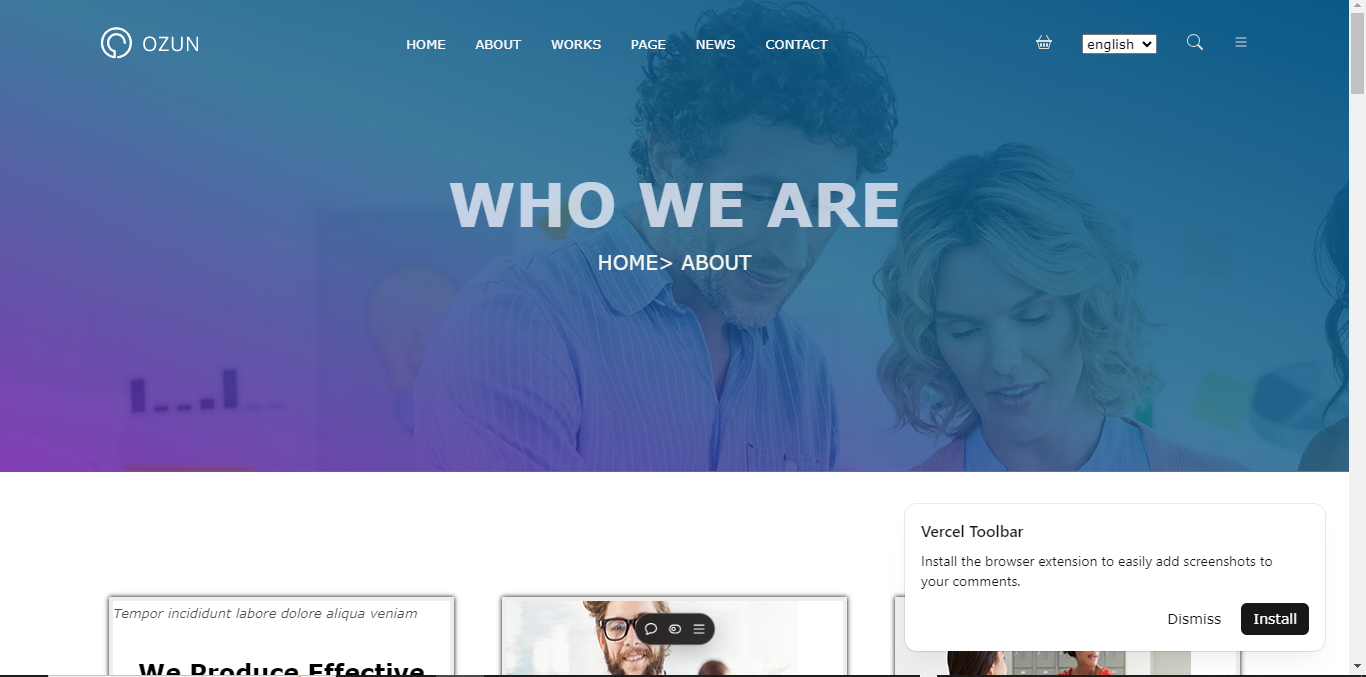 OZUN
HOME ABOUT WORKS PAGE NEWS CONTACT
english
WHO WE ARE
HOME> ABOUT
Vercel Toolbar
Install the browser extension to easily add screenshots to
your comments.
Dismiss Install
Tempor incididunt labore dolore aliqua veniam
We Produce Effective